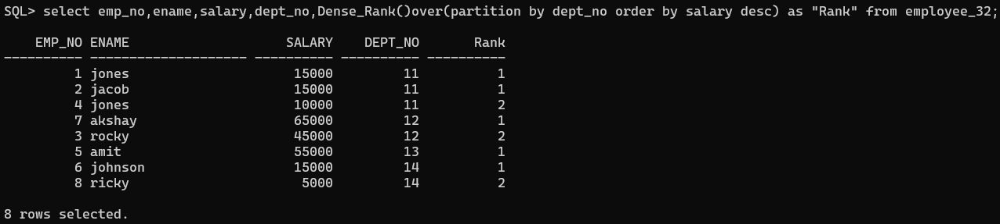 SQL> select emp_no,ename,salary,dept_no,Dense_Rank()over(partition by dept_no order by salary desc) as "Rank" from employee_32;

    EMP_NO ENAME                    SALARY    DEPT_NO       Rank
---------- -------------------- ---------- ---------- ----------
         1 jones                     15000         11          1
         2 jacob                     15000         11          1
         4 jones                     10000         11          2
         7 akshay                    65000         12          1
         3 rocky                     45000         12          2
         5 amit                      55000         13          1
         6 johnson                   15000         14          1
         8 ricky                      5000         14          2

8 rows selected.